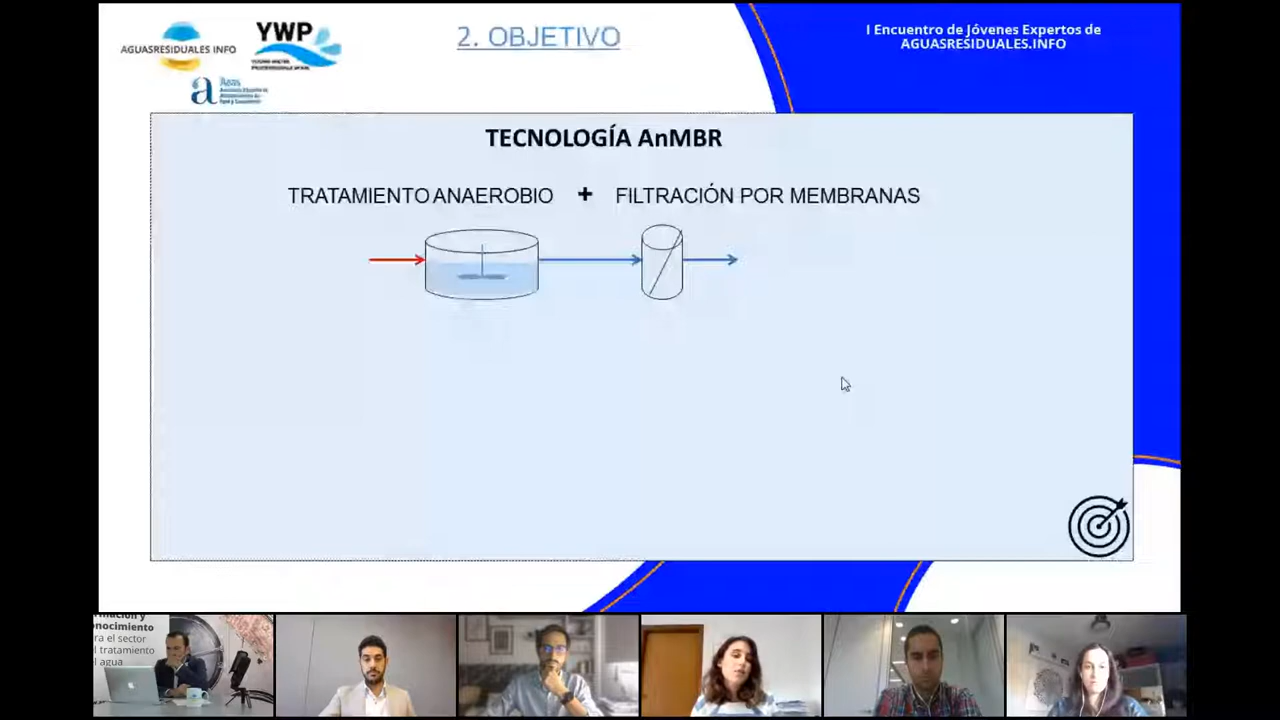 AGUASRESIDUALES INFO
YWP
2. OBJETIVO
I Encuentro de Jóvenes Expertos de
AGUASRESIDUALES.INFO
TECNOLOGÍA AnMBR
TRATAMIENTO ANAEROBIO + FILTRACIÓN POR MEMBRANAS
onocimiento
ra el sector
l tratamiento
l agua